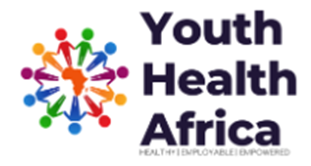 Youth
Health
Africa
HEALTHY | EMPLOYABLE | EMPOWERED